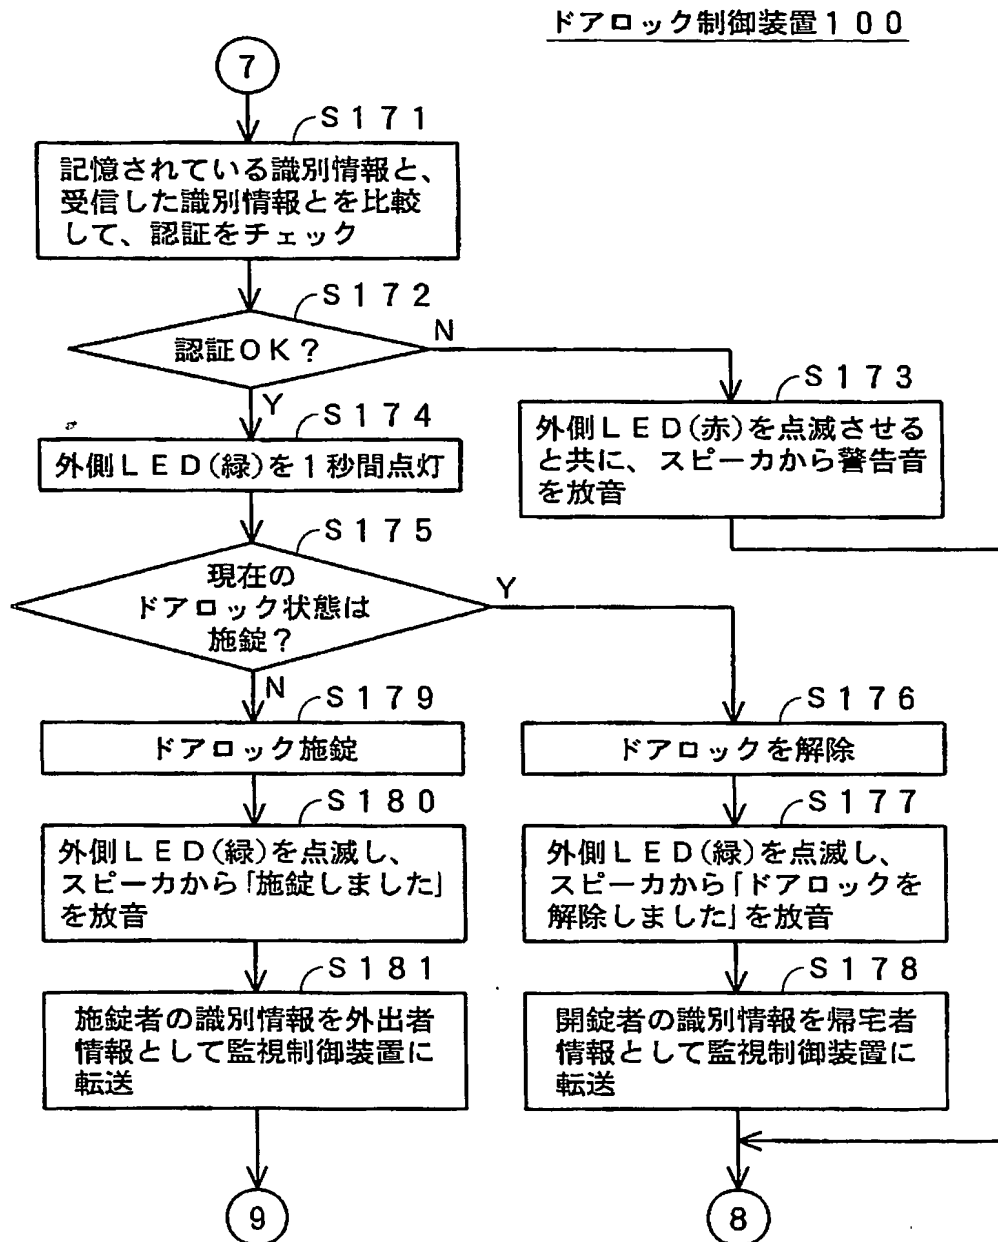 ドアロック制御装置１００
７
Ｓ１７１
記憶されている識別情報と、
受信した識別情報とを比較
して、認証をチェック
Ｓ１７２
認証ＯＫ？
N
Y
Ｓ１７３
外側ＬＥＤ(赤)を点滅させる
と共に、スピーカから警告音
を放音
Ｓ１７４
外側ＬＥＤ(緑)を１秒間点灯
Ｓ１７５
現在の
ドアロック状態は
施錠？
Y
N
Ｓ１７９
ドアロック施錠
Ｓ１７６
ドアロックを解除
Ｓ１８０
外側ＬＥＤ(緑)を点滅し、
スピーカから「施錠しました」
を放音
Ｓ１７７
外側ＬＥＤ(緑)を点滅し、
スピーカから「ドアロックを
解除しました」を放音
Ｓ１８１
施錠者の識別情報を外出者
情報として監視制御装置に
転送
Ｓ１７８
開錠者の識別情報を帰宅者
情報として監視制御装置に
転送
９
８